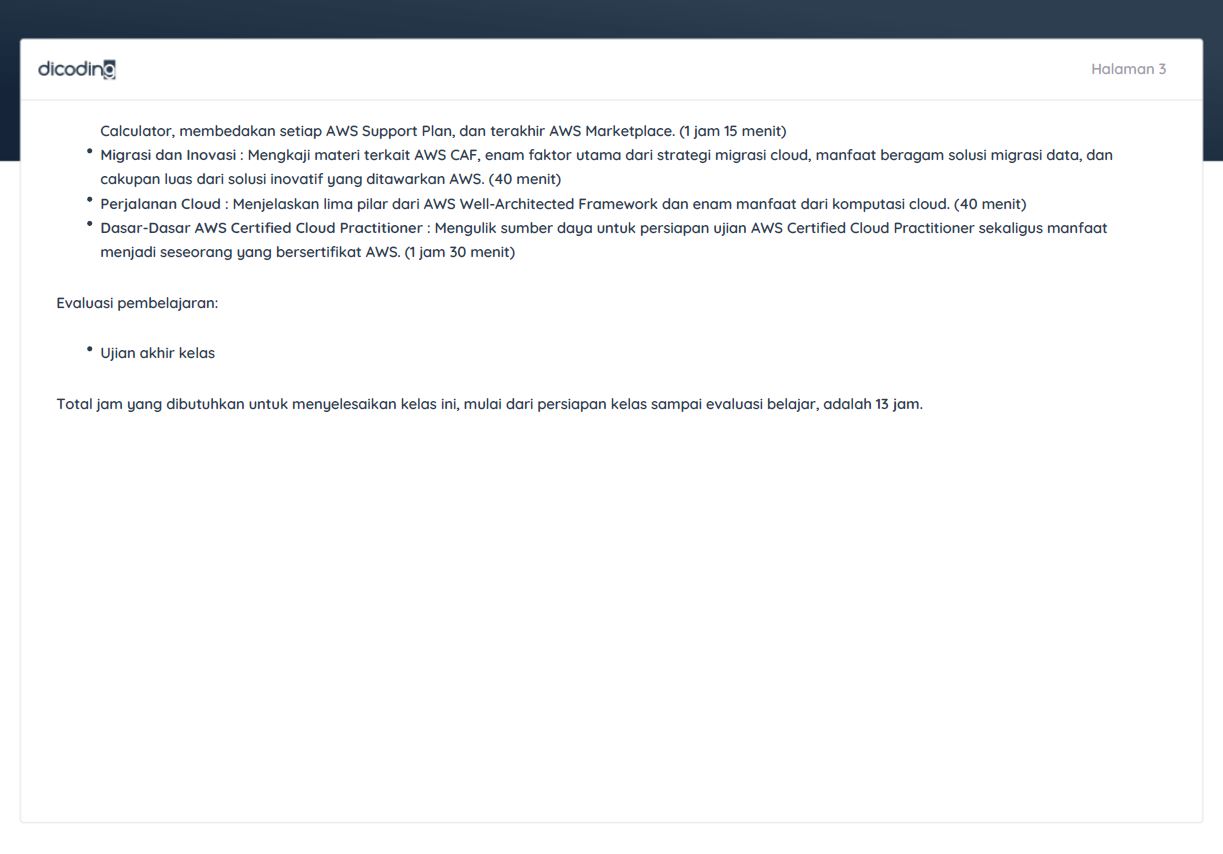 dicoding
Halaman 3
Calculator, membedakan setiap AWS Support Plan, dan terakhir AWS Marketplace. (1 jam 15 menit)
• Migrasi dan Inovasi : Mengkaji materi terkait AWS CAF, enam faktor utama dari strategi migrasi cloud, manfaat beragam solusi migrasi data, dan
cakupan luas dari solusi inovatif yang ditawarkan AWS. (40 menit)
• Perjalanan Cloud : Menjelaskan lima pilar dari AWS Well-Architected Framework dan enam manfaat dari komputasi cloud. (40 menit)
• Dasar-Dasar AWS Certified Cloud Practitioner : Mengulik sumber daya untuk persiapan ujian AWS Certified Cloud Practitioner sekaligus manfaat
menjadi seseorang yang bersertifikat AWS. (1 jam 30 menit)
Evaluasi pembelajaran:
• Ujian akhir kelas
Total jam yang dibutuhkan untuk menyelesaikan kelas ini, mulai dari persiapan kelas sampai evaluasi belajar, adalah 13 jam.